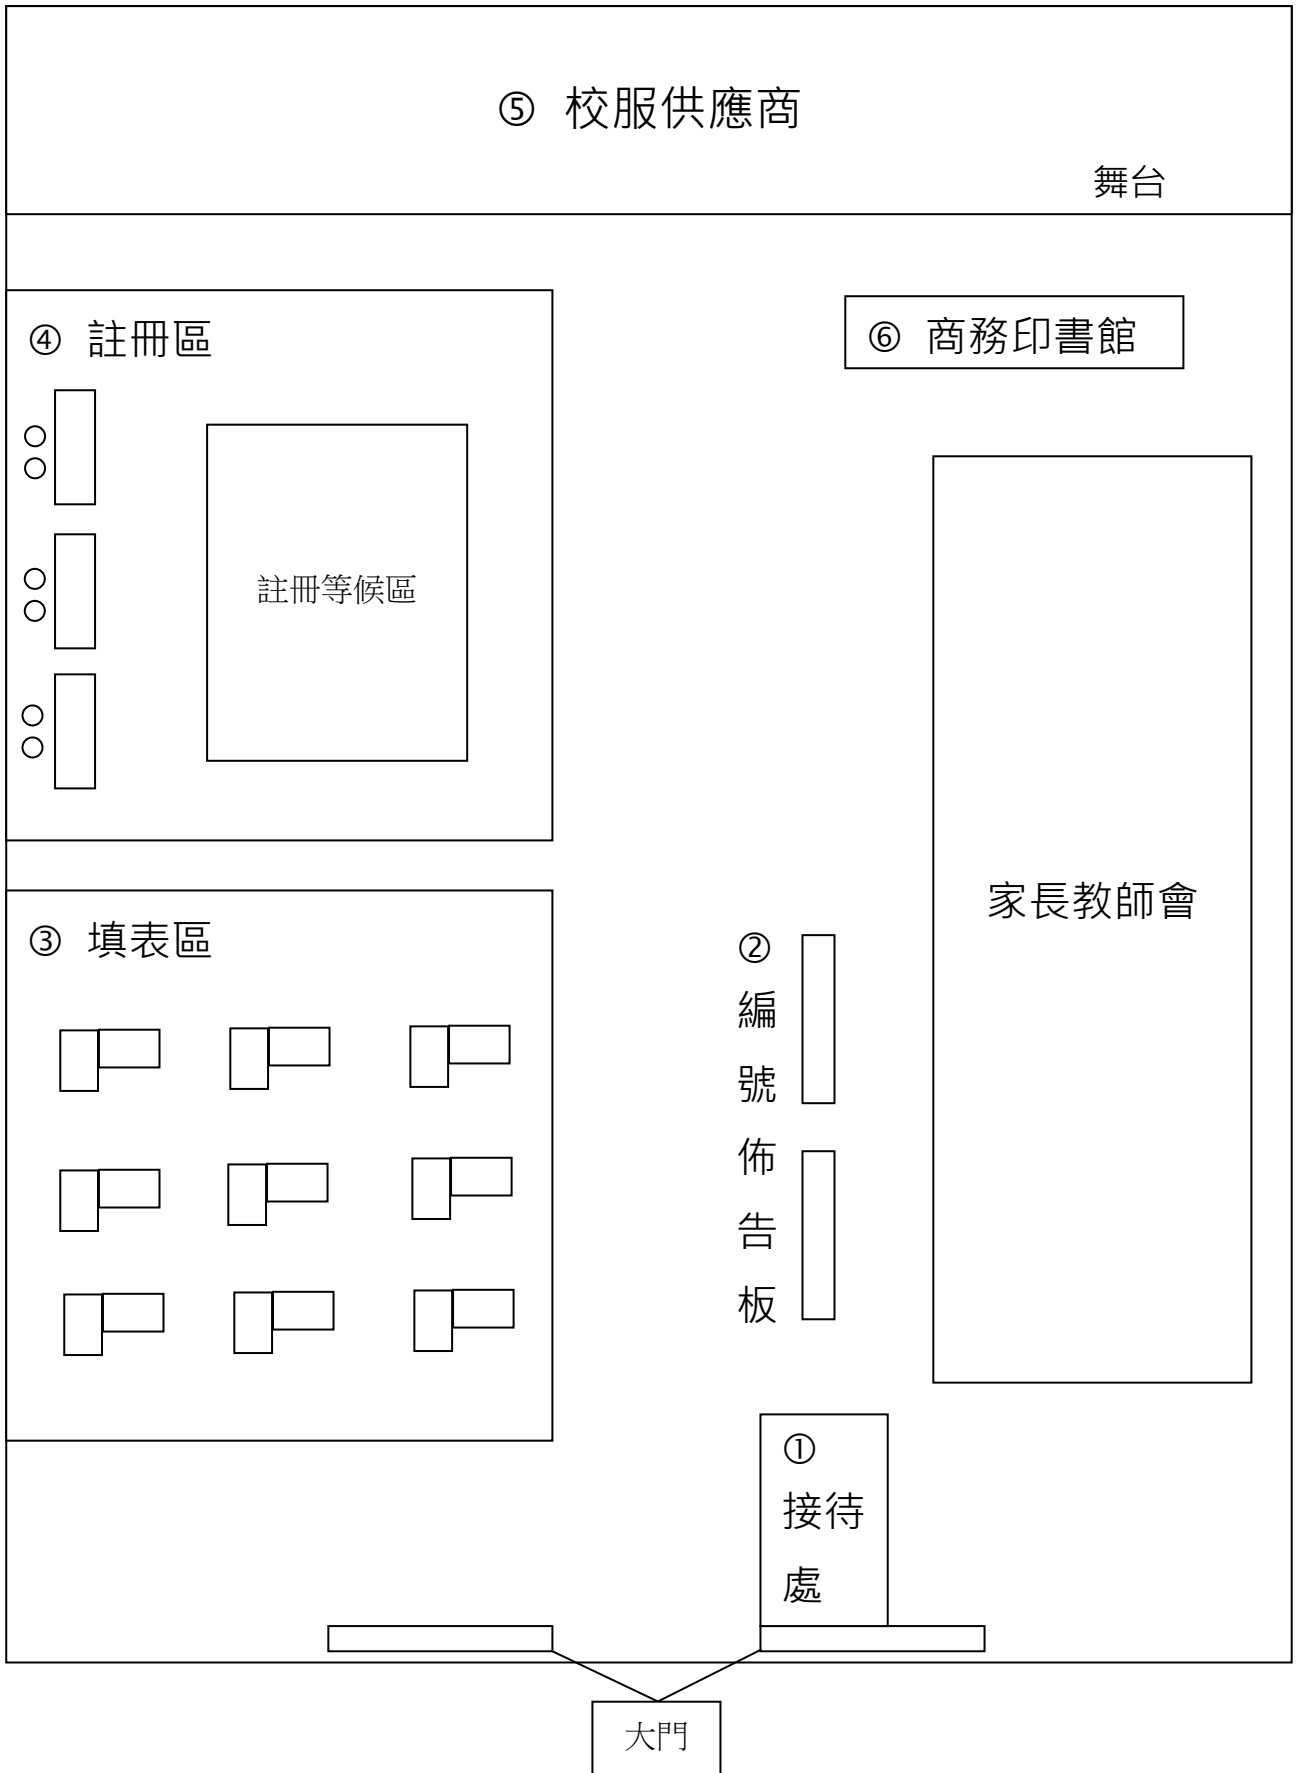 ⑤ 校服供應商
舞台
④ 註冊區
⑥ 商務印書館
註冊等候區
家長教師會
③ 填表區
②
編
號
佈
告
板
①
接待
處
大門